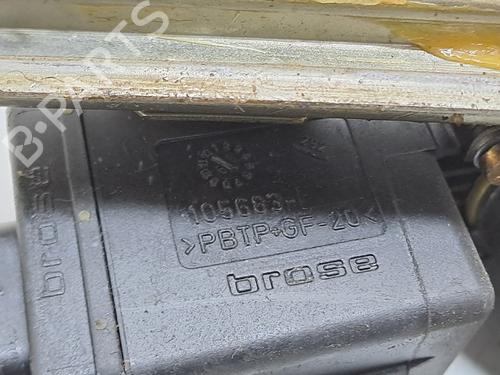 B-PARTS
brose
105683-
>PBTP+GF-20<
brose